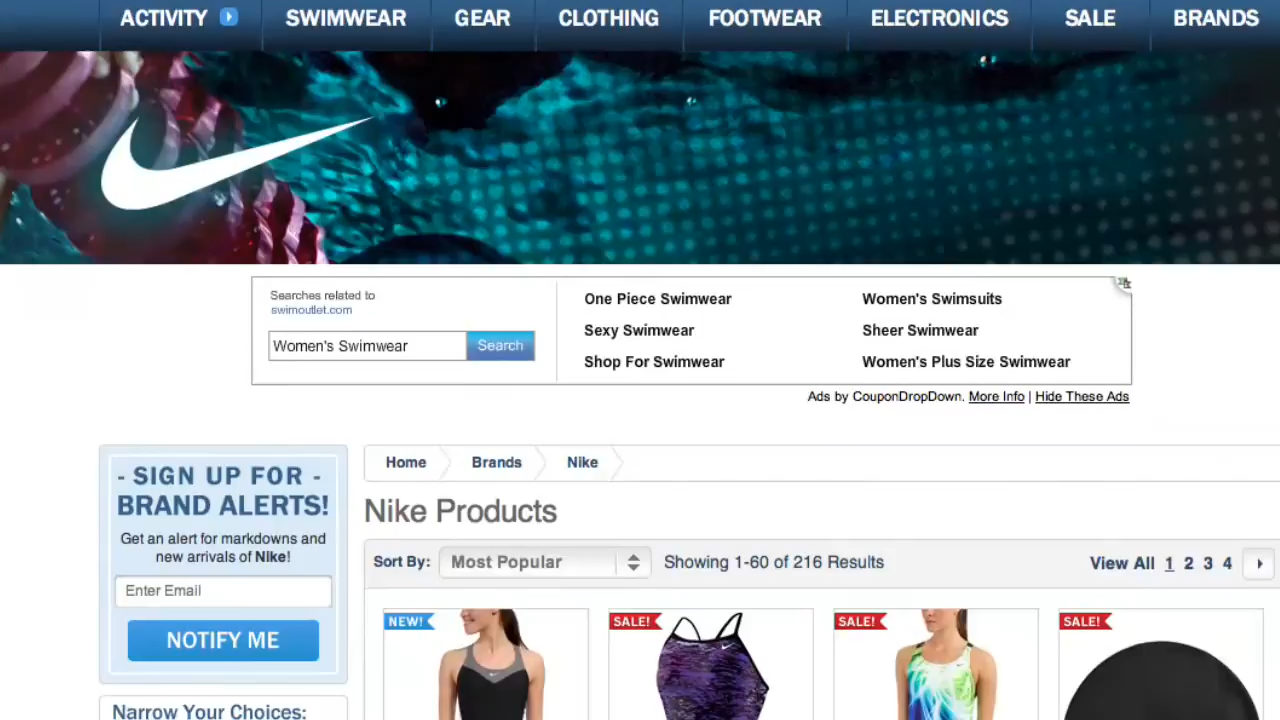 ACTIVITY SWIMWEAR GEAR CLOTHING FOOTWEAR ELECTRONICS SALE BRANDS
Searches related to
swimoutlet.com
Women's Swimwear Search
One Piece Swimwear Women's Swimsuits
Sexy Swimwear Sheer Swimwear
Shop For Swimwear Women's Plus Size Swimwear
Ads by CouponDropDown. More Info | Hide These Ads
- SIGN UP FOR -
BRAND ALERTS!
Get an alert for markdowns and
new arrivals of Nike!
Enter Email
NOTIFY ME
Narrow Your Choices:
Home Brands Nike
Nike Products
Sort By: Most Popular Showing 1-60 of 216 Results View All 1 2 3 4
NEW! SALE! SALE! SALE!